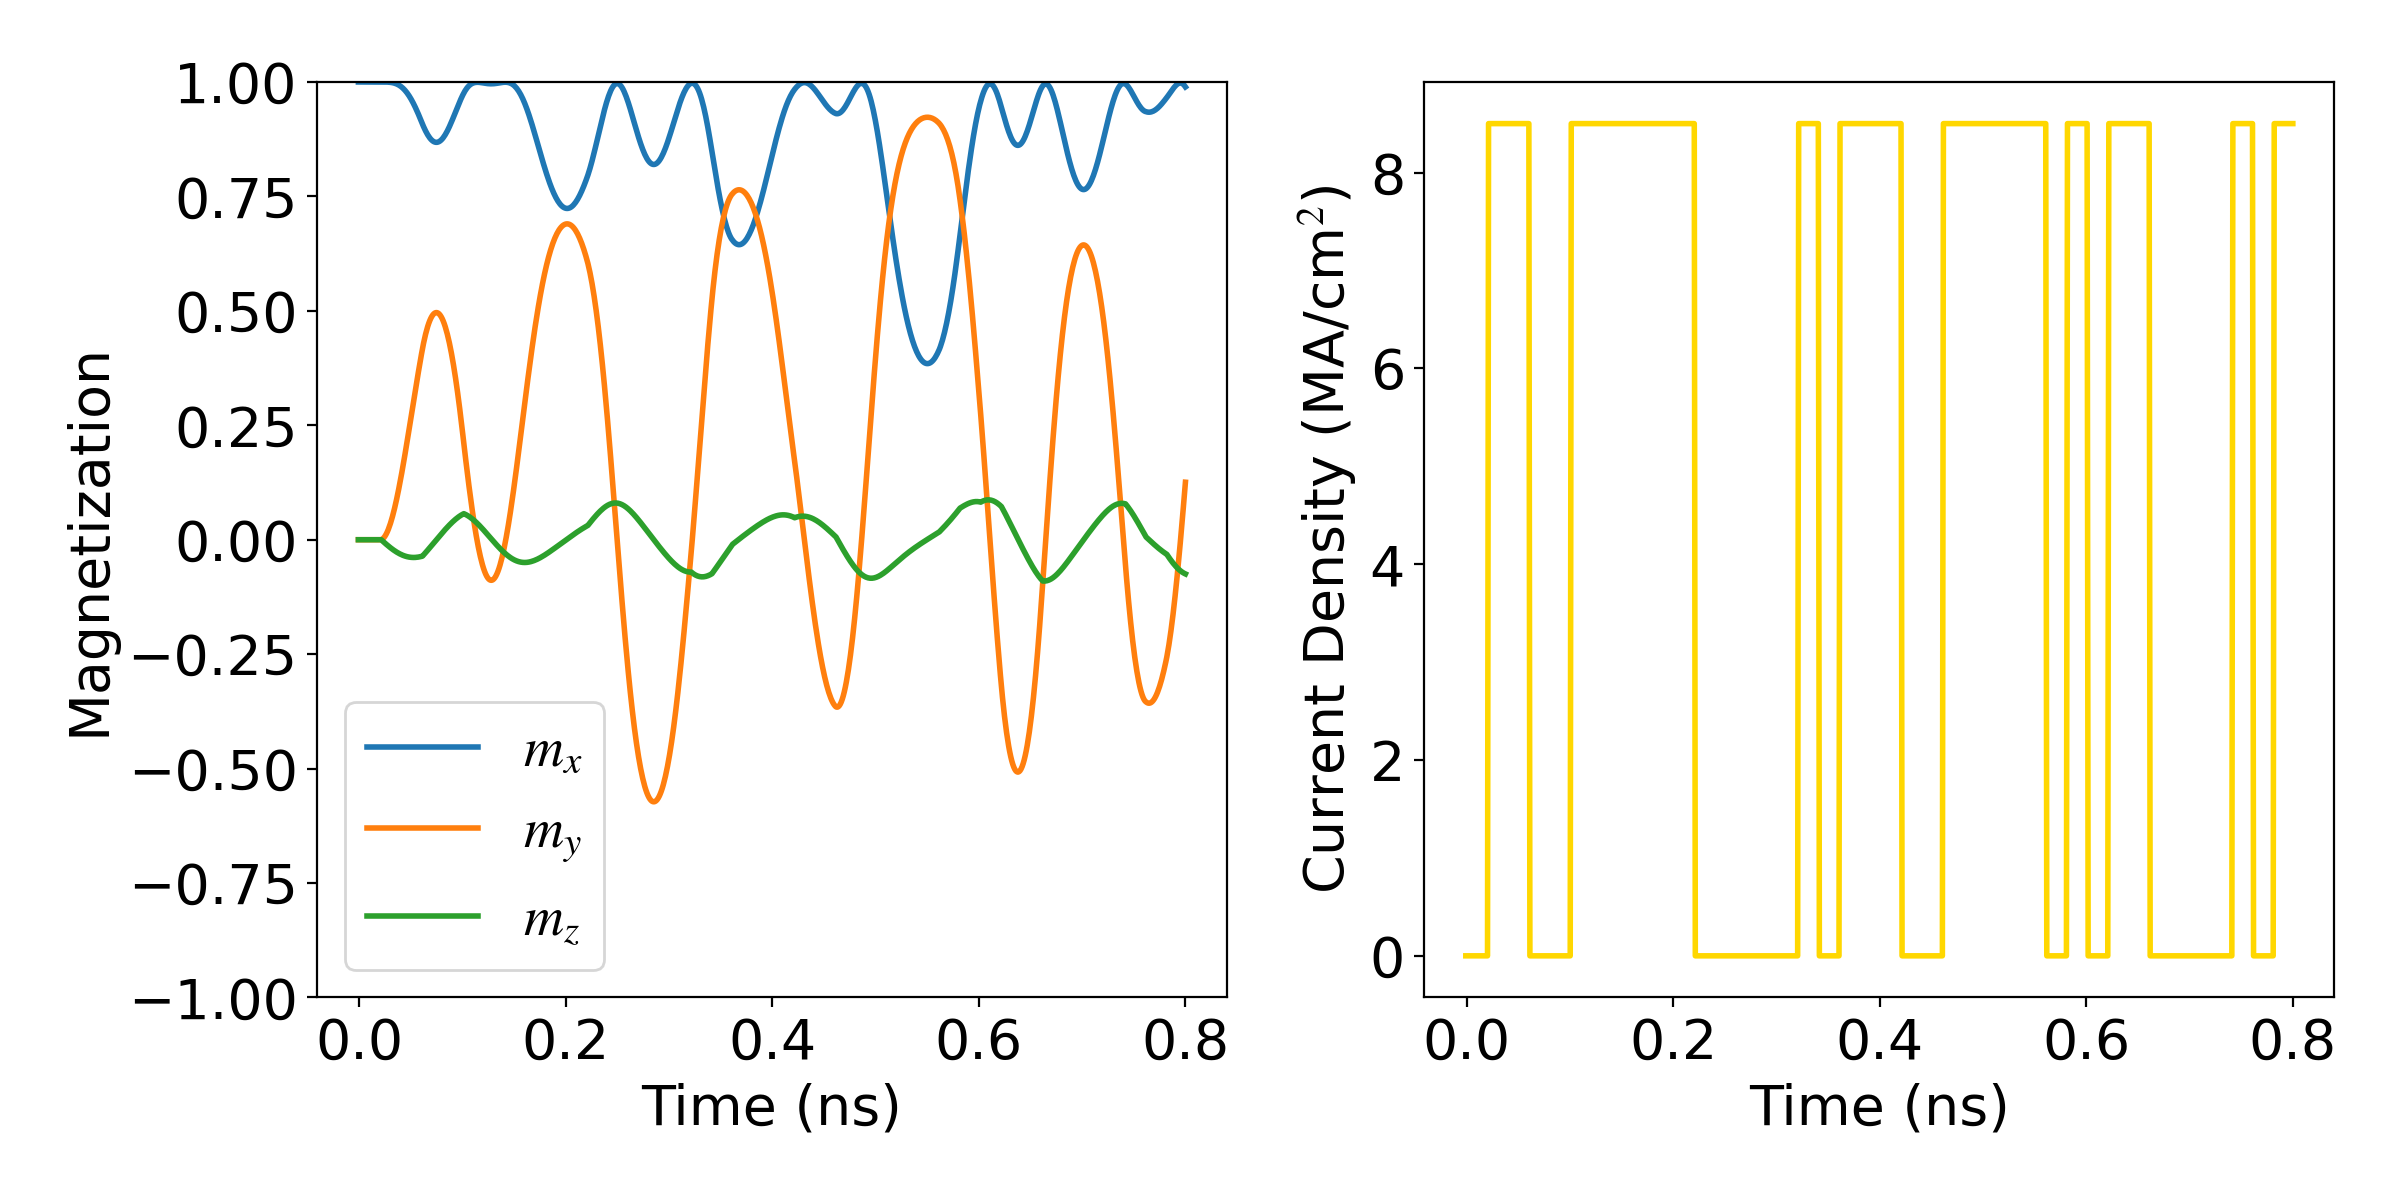 Magnetization
1.00
0.75
0.50
0.25
0.00
−0.25
−0.50
−0.75
−1.00
m_x
m_y
m_z
0.0 0.2 0.4 0.6 0.8
Time (ns)
Current Density (MA/cm²)
8
6
4
2
0
0.0 0.2 0.4 0.6 0.8
Time (ns)